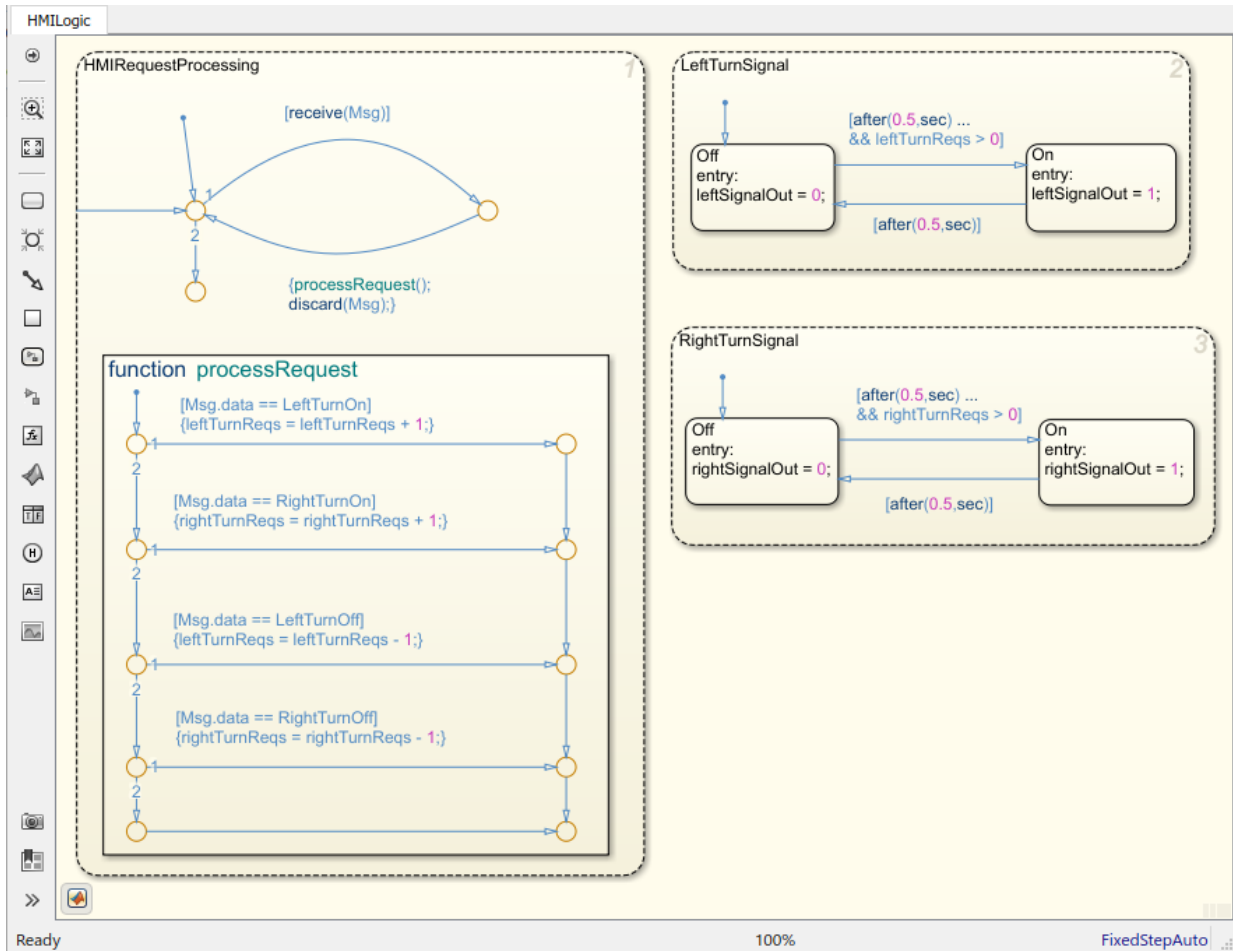 HMILogic
HMIRequestProcessing
1
[receive(Msg)]
1
2
{processRequest();
discard(Msg);}
function processRequest
[Msg.data == LeftTurnOn]
{leftTurnReqs = leftTurnReqs + 1;}
1
2
[Msg.data == RightTurnOn]
{rightTurnReqs = rightTurnReqs + 1;}
1
2
[Msg.data == LeftTurnOff]
{leftTurnReqs = leftTurnReqs - 1;}
1
2
[Msg.data == RightTurnOff]
{rightTurnReqs = rightTurnReqs - 1;}
1
2
LeftTurnSignal
2
[after(0.5,sec) ...
&& leftTurnReqs > 0]
Off
entry:
leftSignalOut = 0;
On
entry:
leftSignalOut = 1;
[after(0.5,sec)]
RightTurnSignal
3
[after(0.5,sec) ...
&& rightTurnReqs > 0]
Off
entry:
rightSignalOut = 0;
On
entry:
rightSignalOut = 1;
[after(0.5,sec)]
Ready
100%
FixedStepAuto